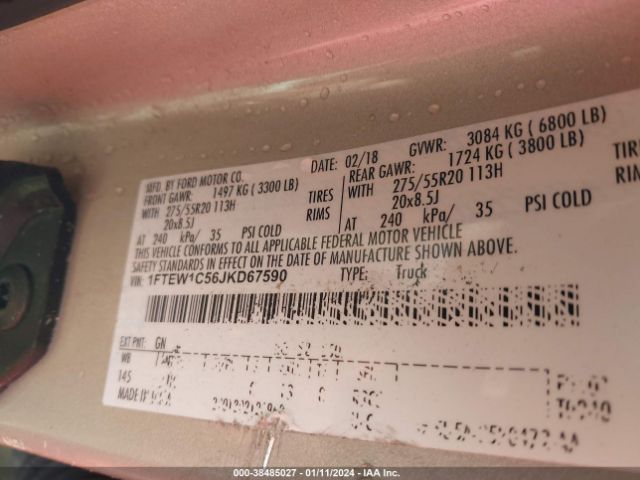 MFD. BY FORD MOTOR CO. DATE: 02/18 GVWR: 3084 KG ( 6800 LB)
FRONT GAWR: 1497 KG ( 3300 LB) REAR GAWR: 1724 KG ( 3800 LB)
WITH 275/55R20 113H TIRES WITH 275/55R20 113H TIRE
20x8.5J RIMS 20x8.5J RIM
AT 240 kPa/ 35 PSI COLD AT 240 kPa/ 35 PSI COLD
THIS VEHICLE CONFORMS TO ALL APPLICABLE FEDERAL MOTOR VEHICLE
SAFETY STANDARDS IN EFFECT ON THE DATE OF MANUFACTURE SHOWN ABOVE.
VIN: 1FTEW1C56JKD67590 TYPE: Truck
EXT PNT: GN
WB
145
MADE IN
000-38485027 - 01/11/2024 - IAA Inc.